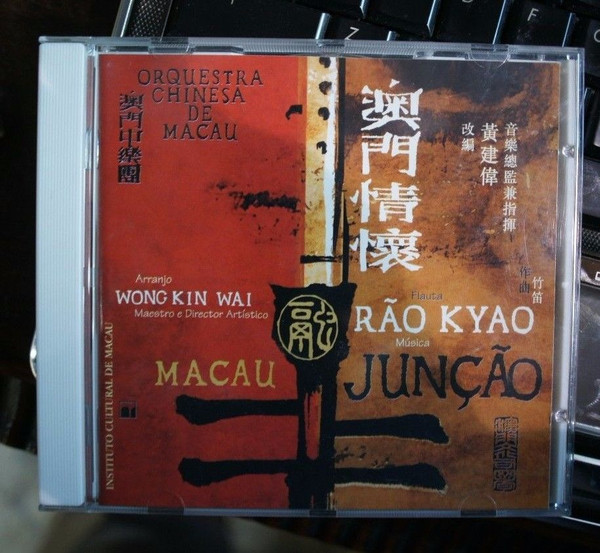 ORQUESTRA
CHINESA
DE
MACAU
澳門中樂團
澳門情懷
音樂總監兼指揮
黃建偉
改編
作曲
竹笛
Arranjo
WONG KIN WAI
Maestro e Director Artístico
融
Flauta
RÃO KYAO
Música
MACAU
JUNÇÃO
INSTITUTO CULTURAL DE MACAU
Z